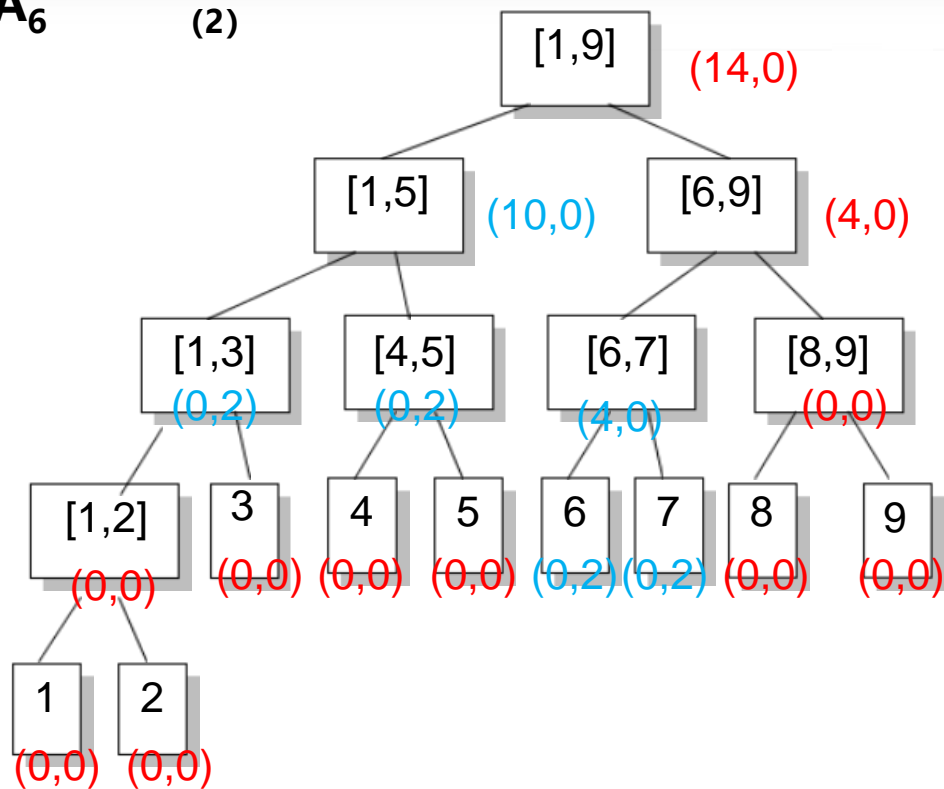 A6 (2)
[1,9] (14,0)
[1,5] (10,0) [6,9] (4,0)
[1,3] [4,5] [6,7] [8,9]
(0,2) (0,2) (4,0) (0,0)
[1,2] 3 4 5 6 7 8 9
(0,0) (0,0) (0,0) (0,0) (0,2) (0,2) (0,0) (0,0)
1 2
(0,0) (0,0)